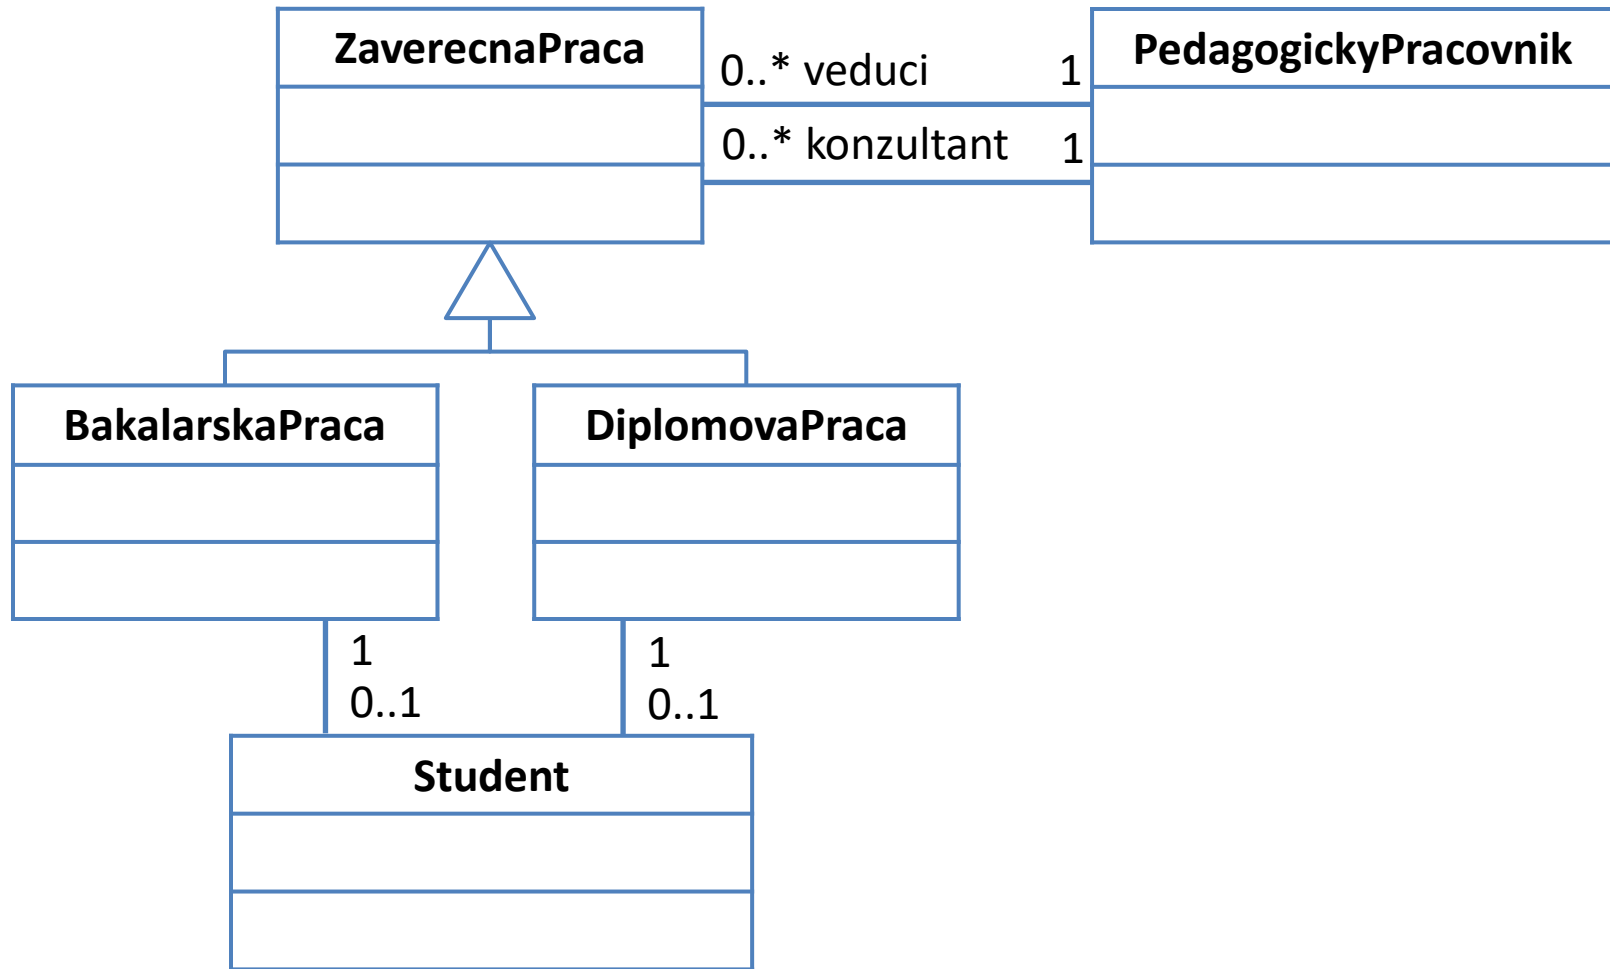 ZaverecnaPraca
PedagogickyPracovnik
0..* veduci 1
0..* konzultant 1
BakalarskaPraca
DiplomovaPraca
1
0..1
1
0..1
Student